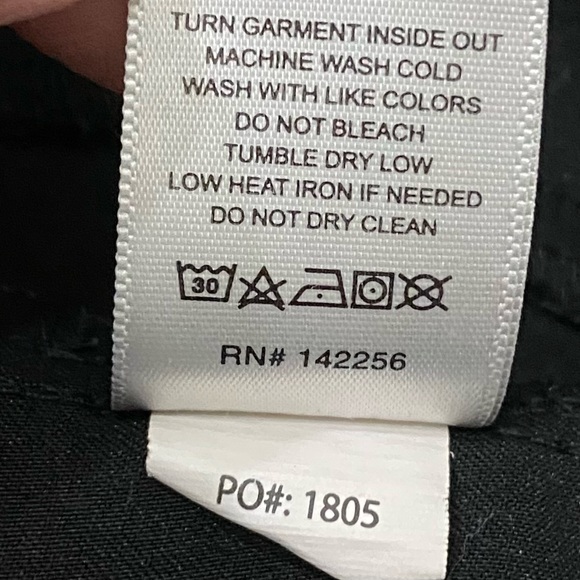 TURN GARMENT INSIDE OUT
MACHINE WASH COLD
WASH WITH LIKE COLORS
DO NOT BLEACH
TUMBLE DRY LOW
LOW HEAT IRON IF NEEDED
DO NOT DRY CLEAN
30
RN# 142256
PO#: 1805